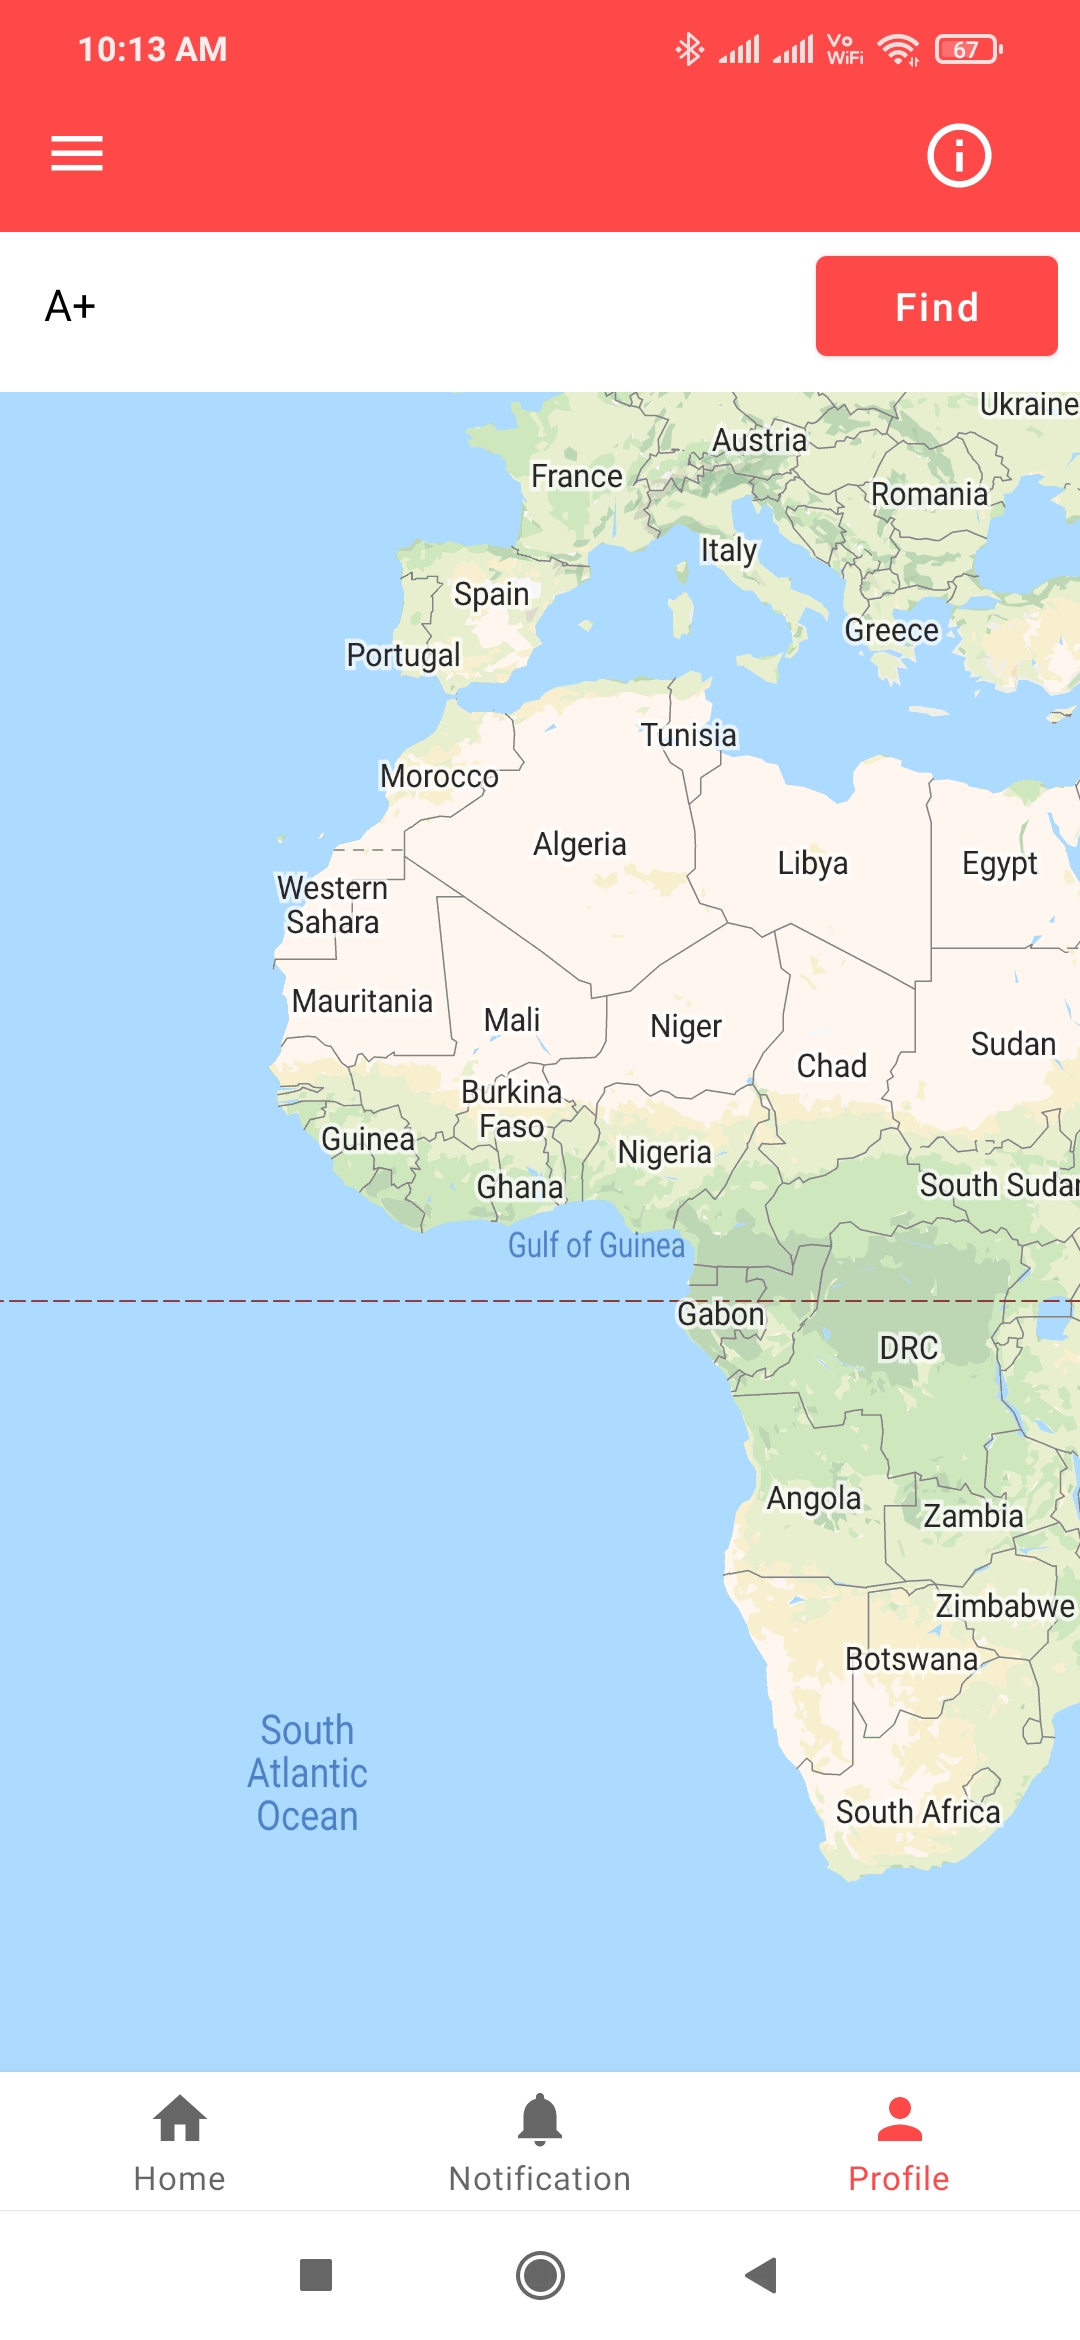 10:13 AM
Vo
WiFi
67
A+
Find
Ukraine
Austria
France
Romania
Italy
Spain
Greece
Portugal
Tunisia
Morocco
Algeria
Libya
Egypt
Western
Sahara
Mauritania
Mali
Niger
Sudan
Chad
Burkina
Faso
Guinea
Nigeria
Ghana
South Sudan
Gulf of Guinea
Gabon
DRC
Angola
Zambia
Zimbabwe
Botswana
South
Atlantic
Ocean
South Africa
Home
Notification
Profile